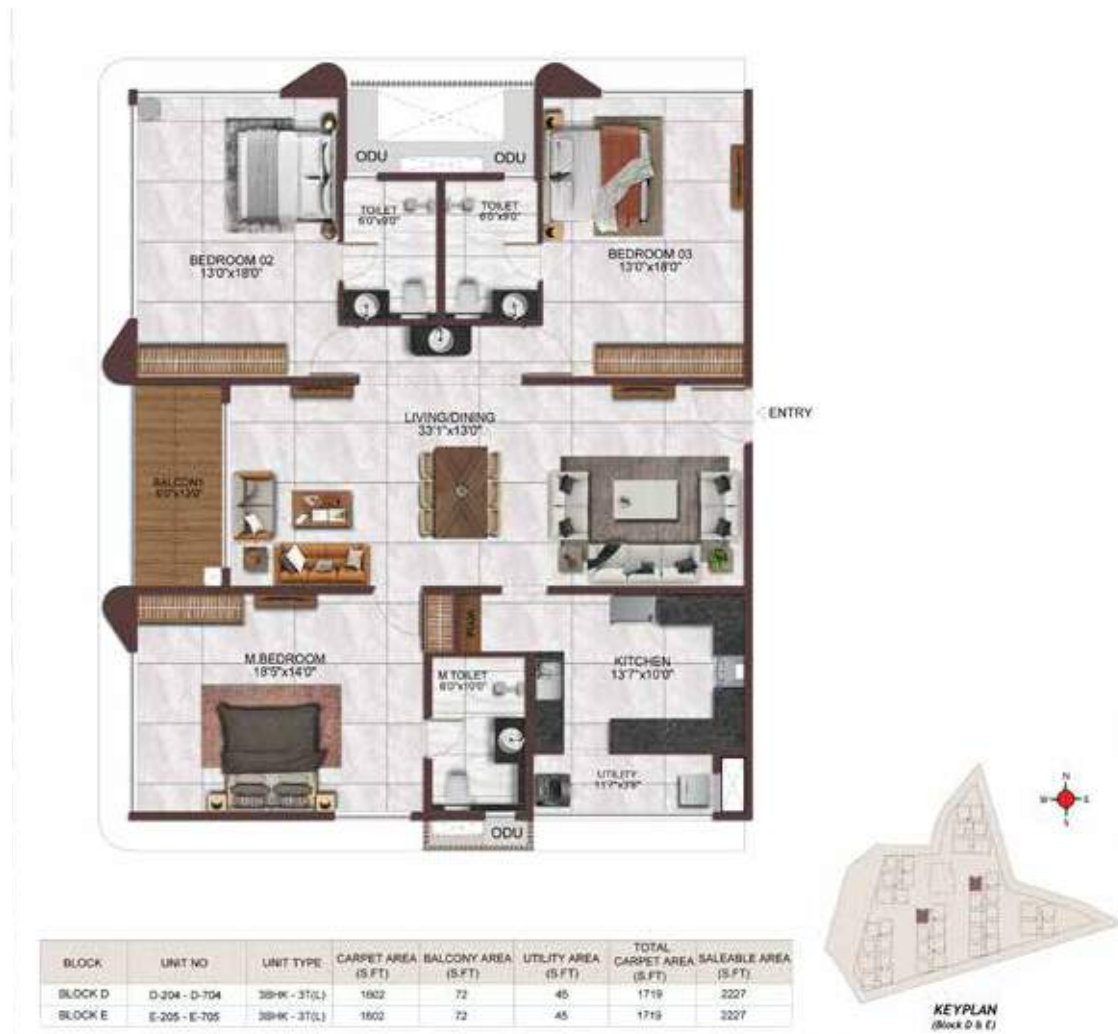 ODU
ODU
TOILET
6'0"x9'0"
TOILET
6'0"x9'0"
BEDROOM 02
13'0"x18'0"
BEDROOM 03
13'0"x18'0"
LIVING/DINING
33'1"x13'0"
ENTRY
BALCONY
6'0"x13'0"
PUJA
M.BEDROOM
18'5"x14'0"
M.TOILET
6'0"x10'0"
KITCHEN
13'7"x10'0"
UTILITY
ODU
N
W E
S
BLOCK UNIT NO UNIT TYPE CARPET AREA (S.FT) BALCONY AREA (S.FT) UTILITY AREA (S.FT) TOTAL CARPET AREA (S.FT) SALEABLE AREA (S.FT)
BLOCK D D-204 - D-704 3BHK - 3T(L) 1602 72 45 1719 2227
BLOCK E E-205 - E-705 3BHK - 3T(L) 1602 72 45 1719 2227
KEYPLAN
(Block D & E)